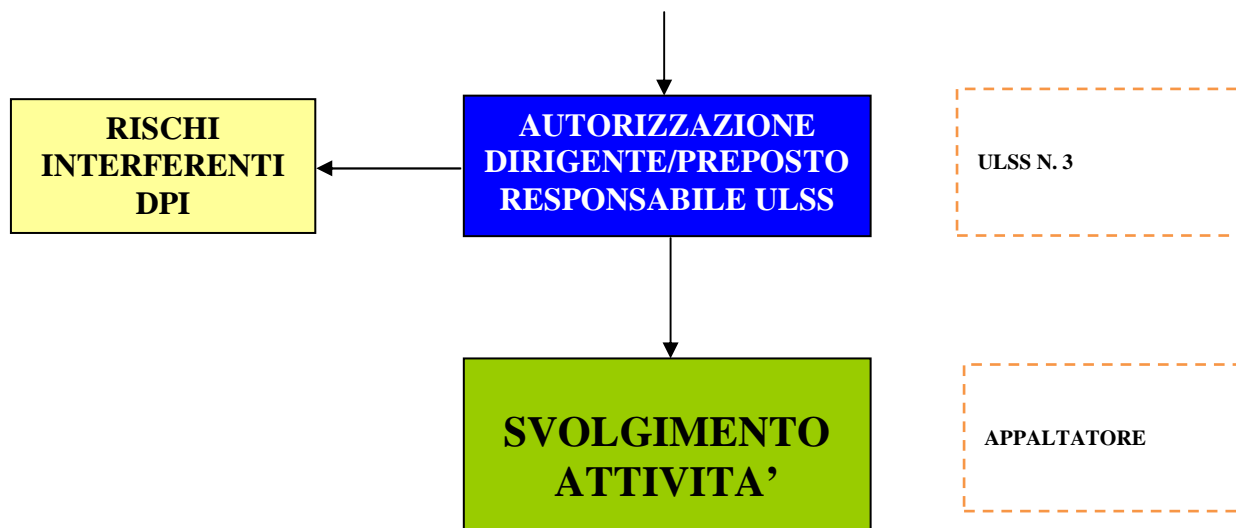 RISCHI
INTERFERENTI
DPI
AUTORIZZAZIONE
DIRIGENTE/PREPOSTO
RESPONSABILE ULSS
ULSS N. 3
SVOLGIMENTO
ATTIVITA’
APPALTATORE